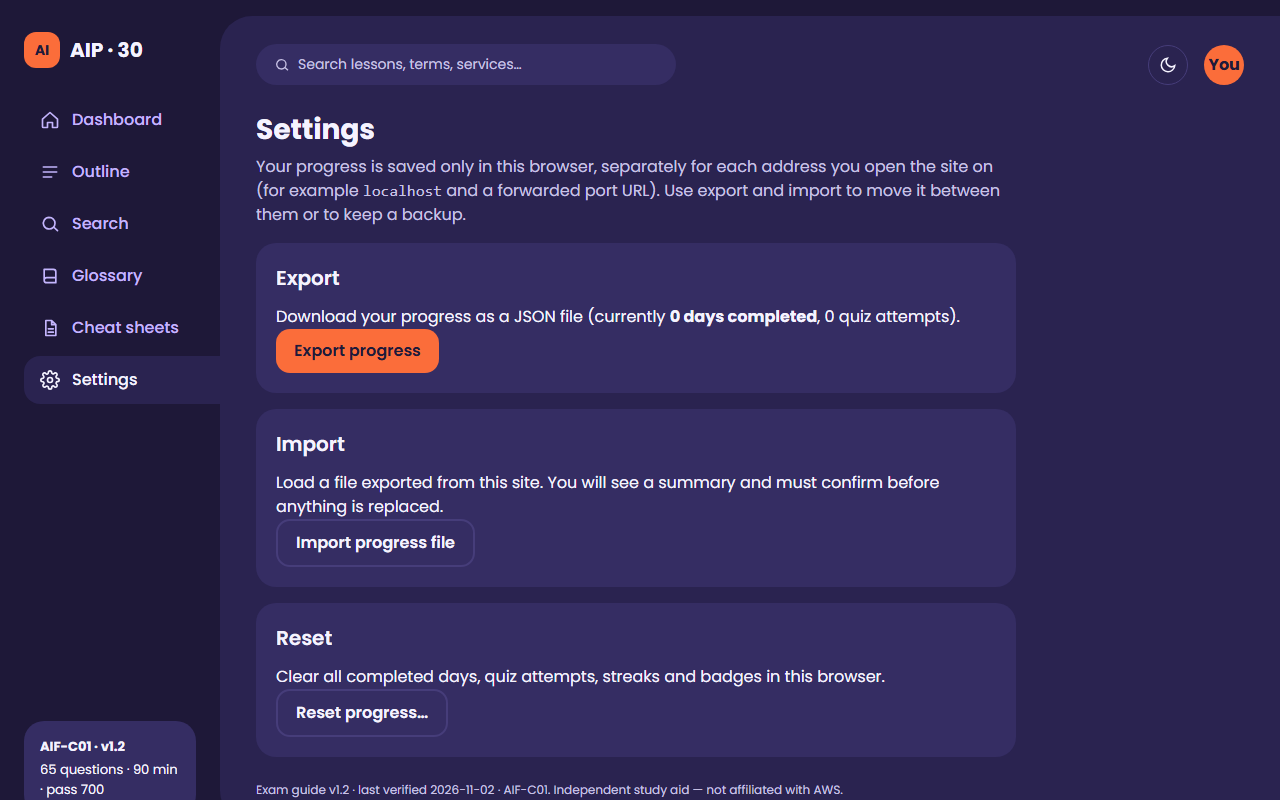 AI
AIP · 30
Dashboard
Outline
Search
Glossary
Cheat sheets
Settings
AIF-C01 · v1.2
65 questions · 90 min
· pass 700
Search lessons, terms, services…
You
Settings
Your progress is saved only in this browser, separately for each address you open the site on
(for example localhost and a forwarded port URL). Use export and import to move it between
them or to keep a backup.
Export
Download your progress as a JSON file (currently 0 days completed, 0 quiz attempts).
Export progress
Import
Load a file exported from this site. You will see a summary and must confirm before
anything is replaced.
Import progress file
Reset
Clear all completed days, quiz attempts, streaks and badges in this browser.
Reset progress…
Exam guide v1.2 · last verified 2026-11-02 · AIF-C01. Independent study aid — not affiliated with AWS.